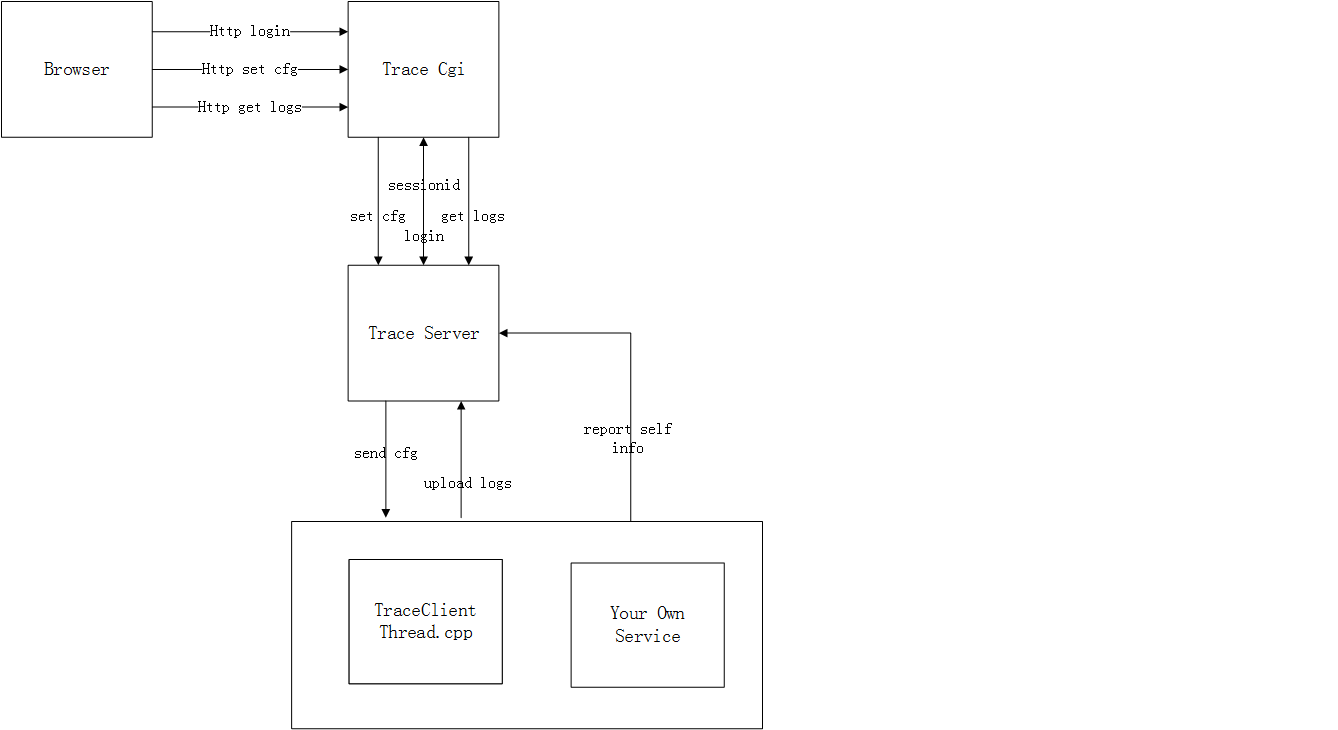 Http login
Browser
Http set cfg
Trace Cgi
Http get logs
sessionid
set cfg
get logs
login
Trace Server
report self
info
send cfg
upload logs
TraceClient
Thread.cpp
Your Own
Service